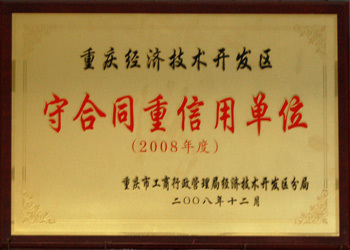 重庆经济技术开发区
守合同重信用单位
(2008年度)
重庆市工商行政管理局经济技术开发区分局
二〇〇八年十二月